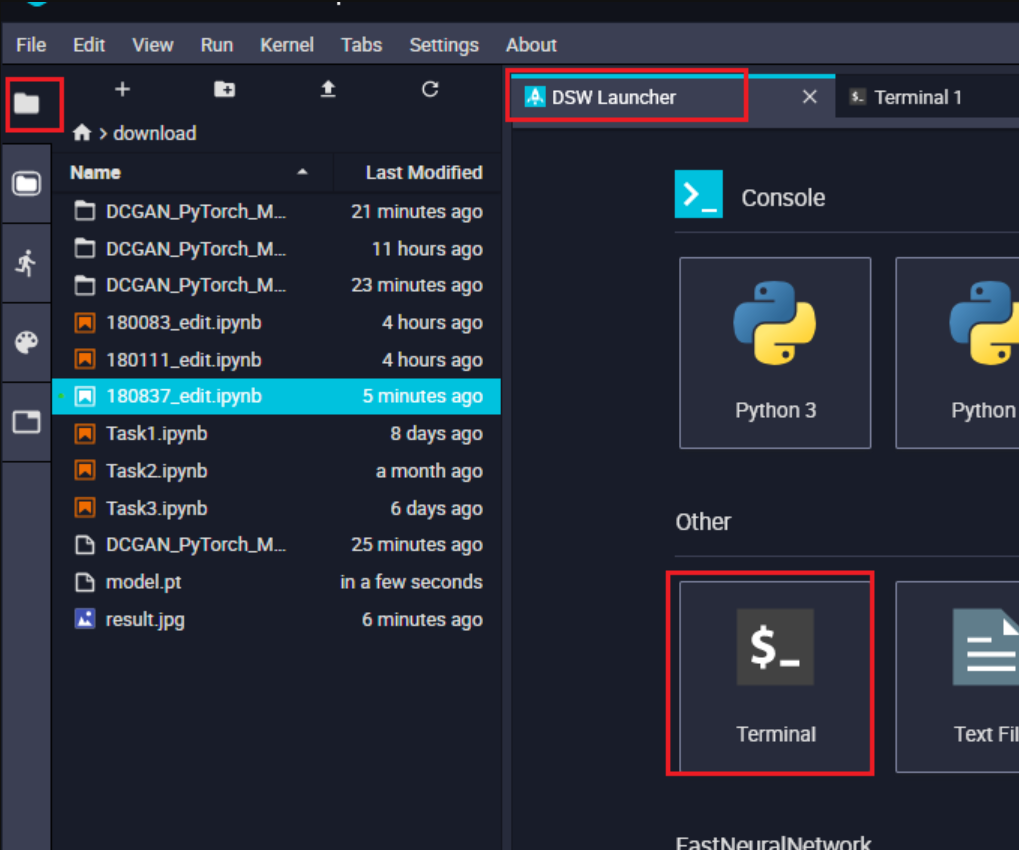 File Edit View Run Kernel Tabs Settings About
DSW Launcher
$_ Terminal 1
> download
Name Last Modified
DCGAN_PyTorch_M... 21 minutes ago
DCGAN_PyTorch_M... 11 hours ago
DCGAN_PyTorch_M... 23 minutes ago
180083_edit.ipynb 4 hours ago
180111_edit.ipynb 4 hours ago
180837_edit.ipynb 5 minutes ago
Task1.ipynb 8 days ago
Task2.ipynb a month ago
Task3.ipynb 6 days ago
DCGAN_PyTorch_M... 25 minutes ago
model.pt in a few seconds
result.jpg 6 minutes ago
Console
Python 3 Python
Other
$_
Terminal Text Fil
FastNeuralNetwork